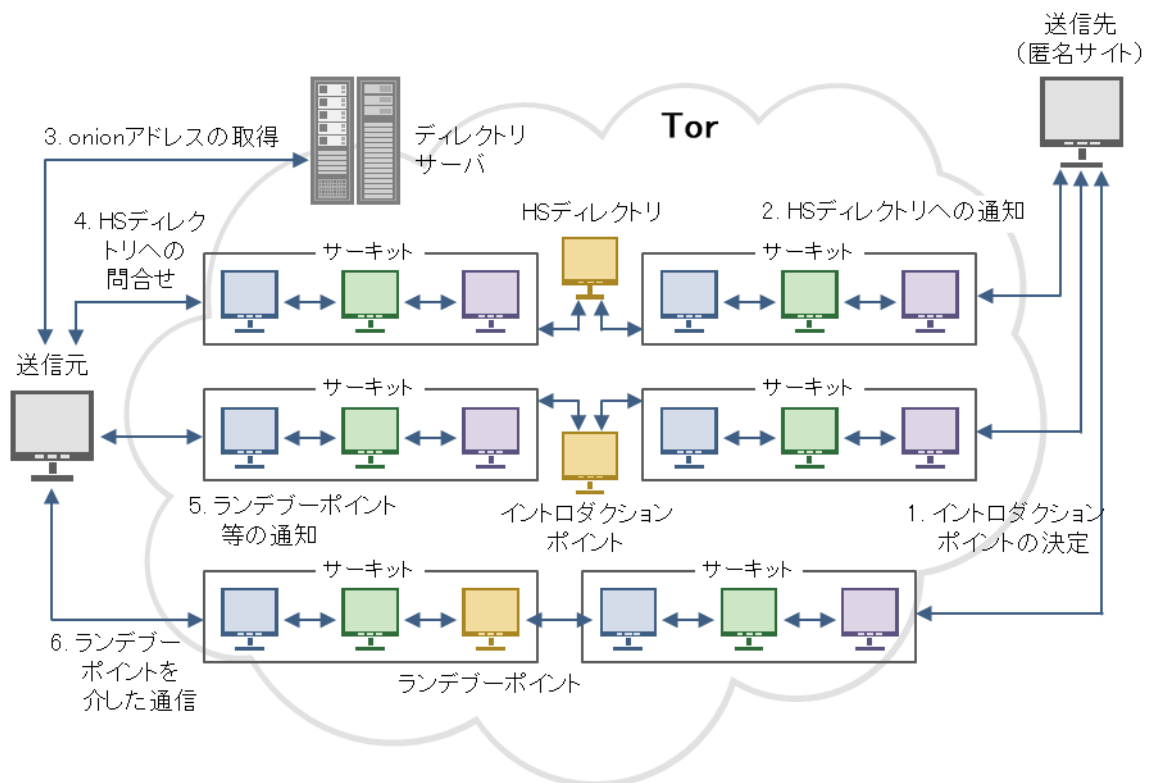 送信先
（匿名サイト）
Tor
3. onionアドレスの取得
ディレクトリ
サーバ
4. HSディレク
トリへの
問合せ
HSディレクトリ
2. HSディレクトリへの通知
サーキット
サーキット
送信元
サーキット
サーキット
5. ランデブーポイント
等の通知
イントロダクション
ポイント
1. イントロダクション
ポイントの決定
サーキット
サーキット
6. ランデブー
ポイントを
介した通信
ランデブーポイント